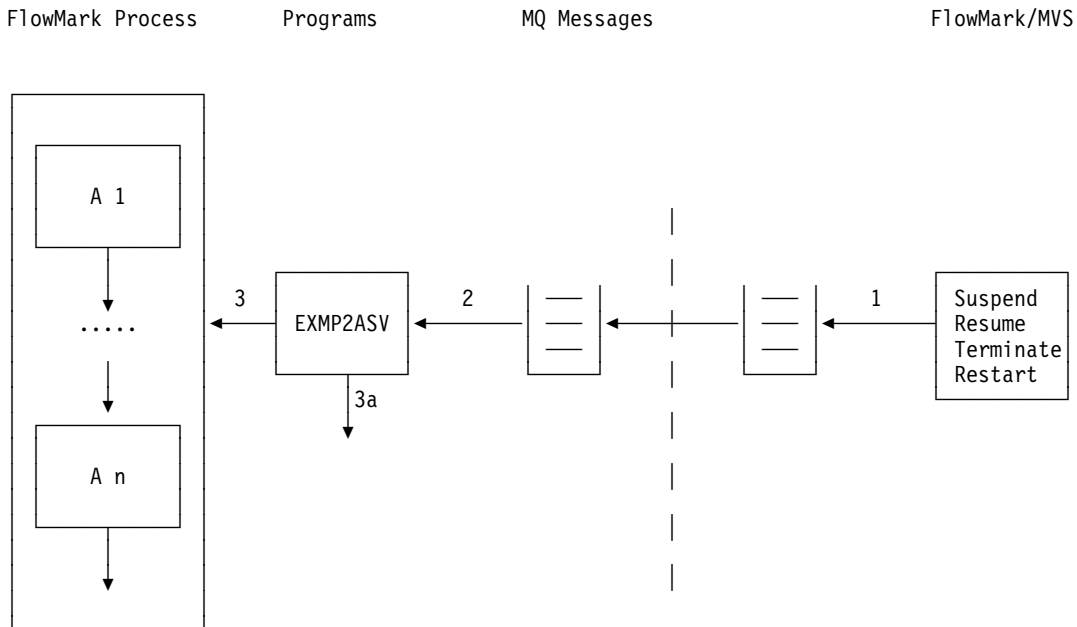 FlowMark Process Programs MQ Messages FlowMark/MVS
A 1
3 2 1
..... EXMP2ASV
Suspend
Resume
Terminate
Restart
3a
A n